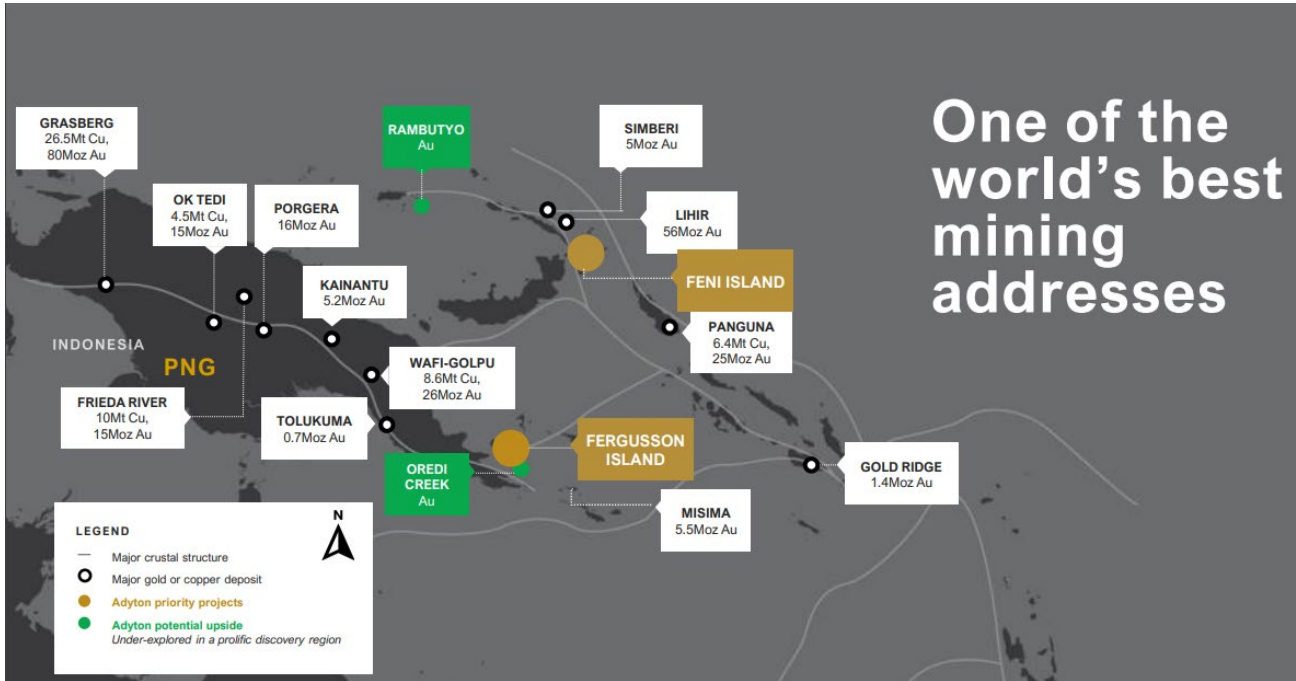 One of the
world's best
mining
addresses
GRASBERG
26.5Mt Cu,
80Moz Au
OK TEDI
4.5Mt Cu,
15Moz Au
PORGERA
16Moz Au
RAMBUTYO
Au
SIMBERI
5Moz Au
LIHIR
56Moz Au
FENI ISLAND
KAINANTU
5.2Moz Au
PANGUNA
6.4Mt Cu,
25Moz Au
INDONESIA
PNG
WAFI-GOLPU
8.6Mt Cu,
26Moz Au
FRIEDA RIVER
10Mt Cu,
15Moz Au
TOLUKUMA
0.7Moz Au
FERGUSSON
ISLAND
OREDI
CREEK
Au
GOLD RIDGE
1.4Moz Au
MISIMA
5.5Moz Au
LEGEND
N
Major crustal structure
Major gold or copper deposit
Adyton priority projects
Adyton potential upside
Under-explored in a prolific discovery region